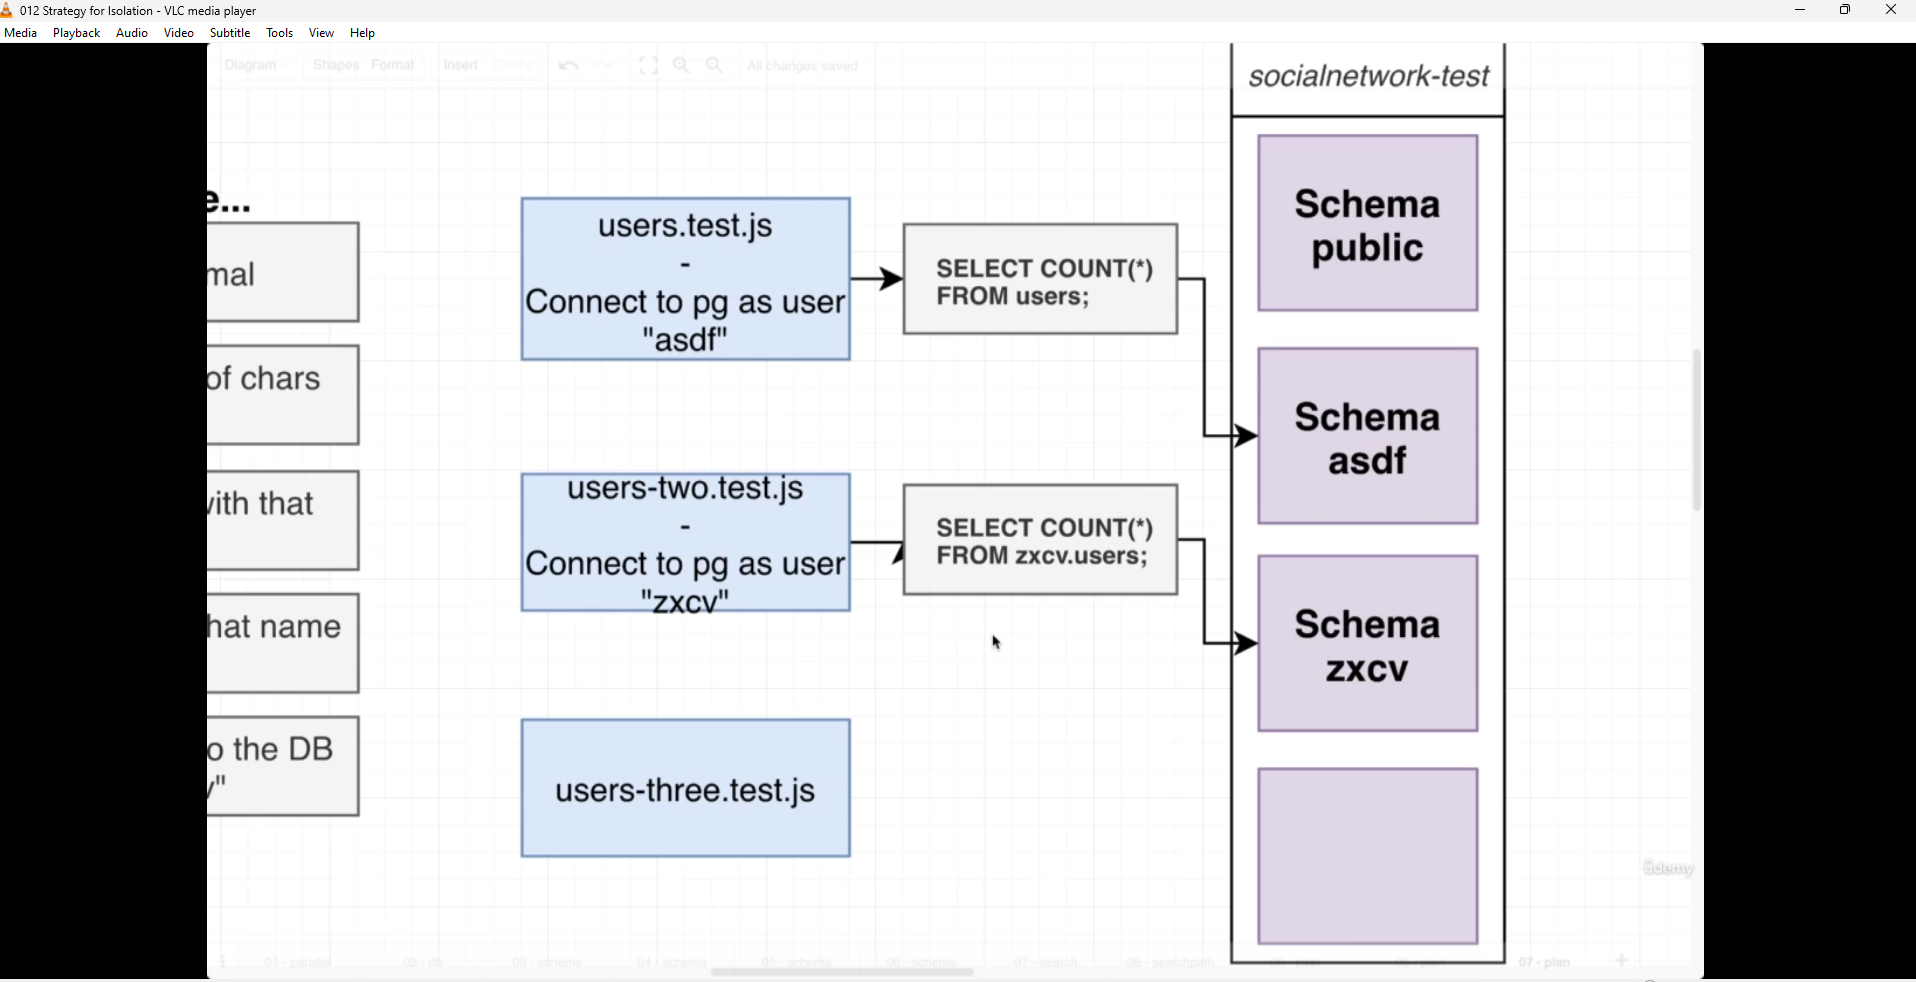 012 Strategy for Isolation - VLC media player
Media Playback Audio Video Subtitle Tools View Help
Diagram Shapes Format Insert Delete All changes saved
socialnetwork-test
e...
mal
of chars
with that
hat name
o the DB
/"
users.test.js
-
Connect to pg as user
"asdf"
SELECT COUNT(*)
FROM users;
users-two.test.js
-
Connect to pg as user
"zxcv"
SELECT COUNT(*)
FROM zxcv.users;
users-three.test.js
Schema
public
Schema
asdf
Schema
zxcv
ûdemy
01 - parallel 02 - db 03 - schema 04 - schema 05 - schema 06 - schema 07 - search 08 - searchpath 07 - plan